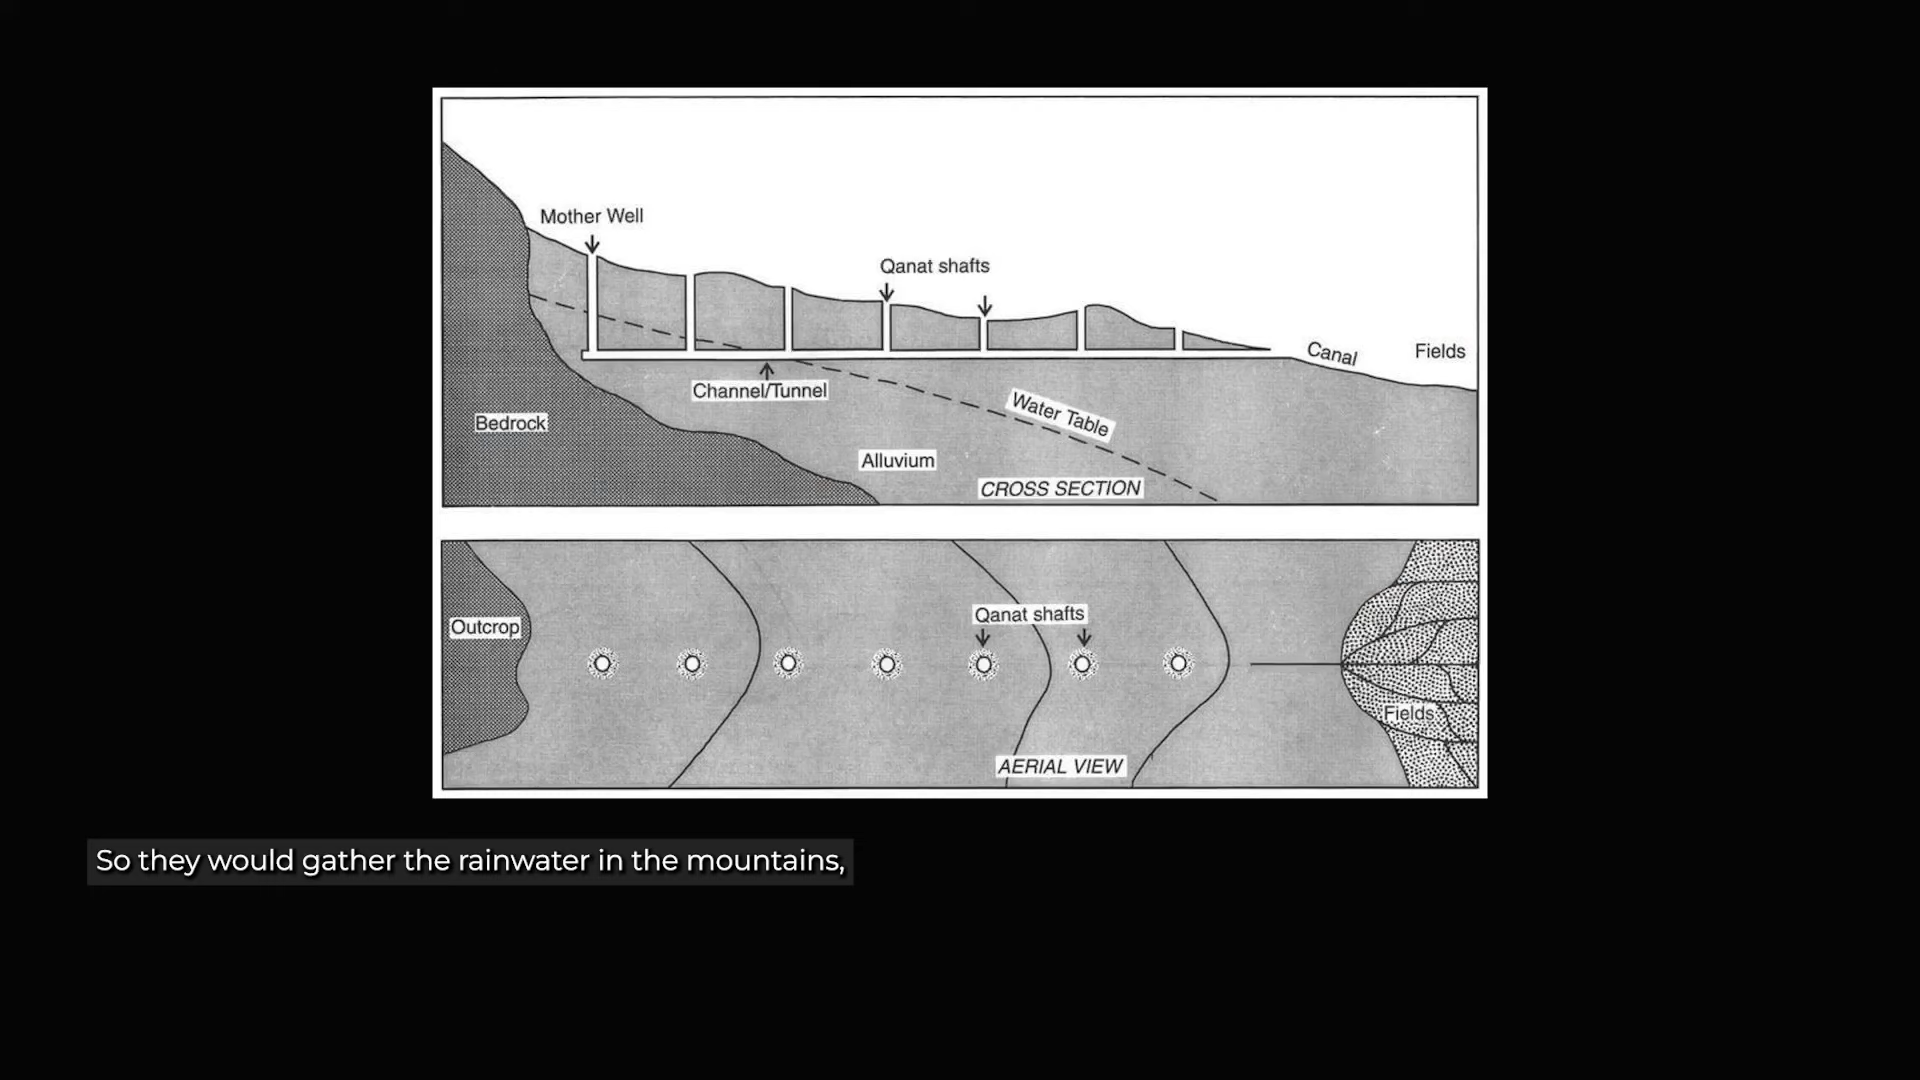 Mother Well
Qanat shafts
Canal
Fields
Channel/Tunnel
Water Table
Bedrock
Alluvium
CROSS SECTION
Qanat shafts
Outcrop
Fields
AERIAL VIEW
So they would gather the rainwater in the mountains,